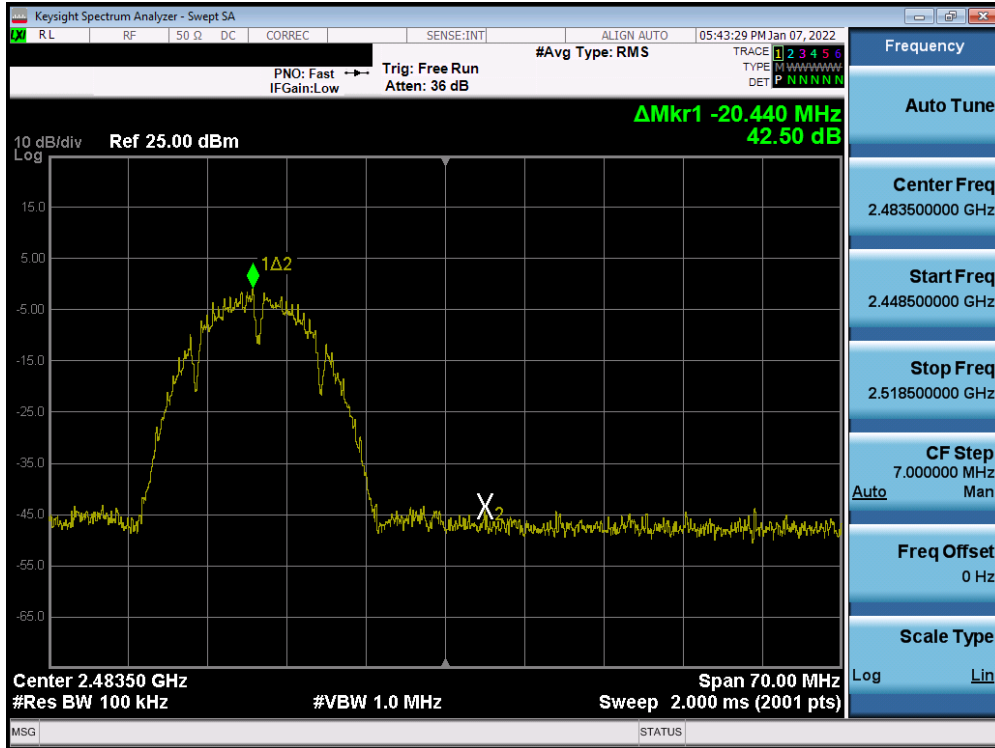 Keysight Spectrum Analyzer - Swept SA
LXI RL RF 50 Ω DC CORREC SENSE:INT ALIGN AUTO 05:43:29 PM Jan 07, 2022
#Avg Type: RMS
TRACE 1 2 3 4 5 6
TYPE M WWWWW
DET P N N N N N
PNO: Fast
IFGain:Low
Trig: Free Run
Atten: 36 dB
ΔMkr1 -20.440 MHz
42.50 dB
10 dB/div
Log
Ref 25.00 dBm
15.0
5.00
-5.00
-15.0
-25.0
-35.0
-45.0
-55.0
-65.0
1Δ2
X2
Center 2.48350 GHz
#Res BW 100 kHz
#VBW 1.0 MHz
Span 70.00 MHz
Sweep 2.000 ms (2001 pts)
MSG
STATUS
Frequency
Auto Tune
Center Freq
2.483500000 GHz
Start Freq
2.448500000 GHz
Stop Freq
2.518500000 GHz
CF Step
7.000000 MHz
Auto Man
Freq Offset
0 Hz
Scale Type
Log Lin